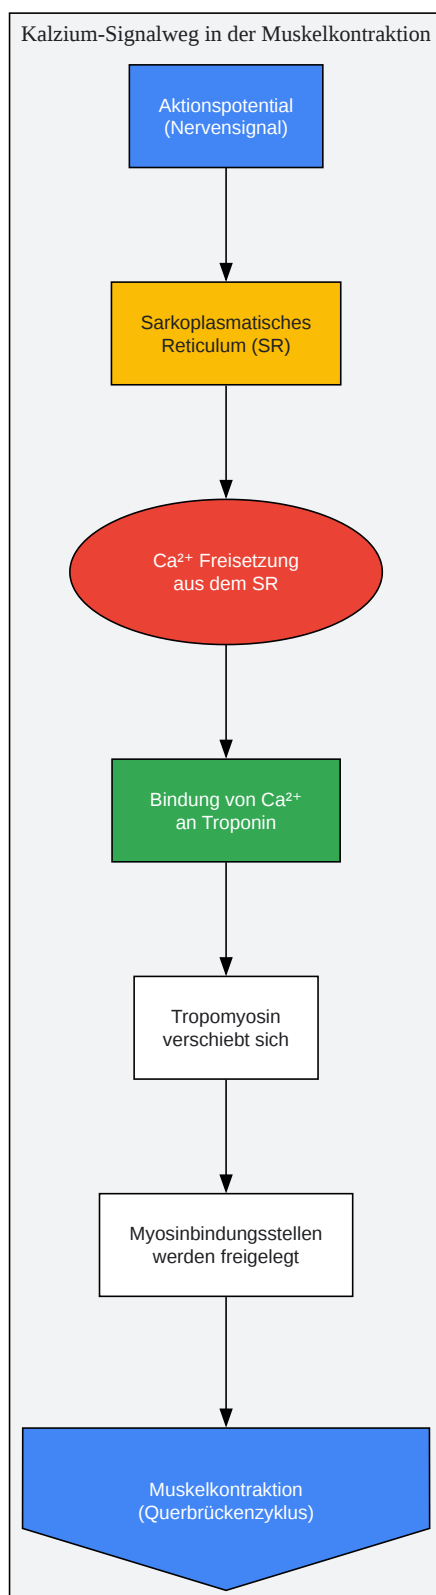 Kalzium-Signalweg in der Muskelkontraktion
Aktionspotential
(Nervensignal)
Sarkoplasmatisches
Reticulum (SR)
Ca²⁺ Freisetzung
aus dem SR
Bindung von Ca²⁺
an Troponin
Tropomyosin
verschiebt sich
Myosinbindungsstellen
werden freigelegt
Muskelkontraktion
(Querbrückenzyklus)